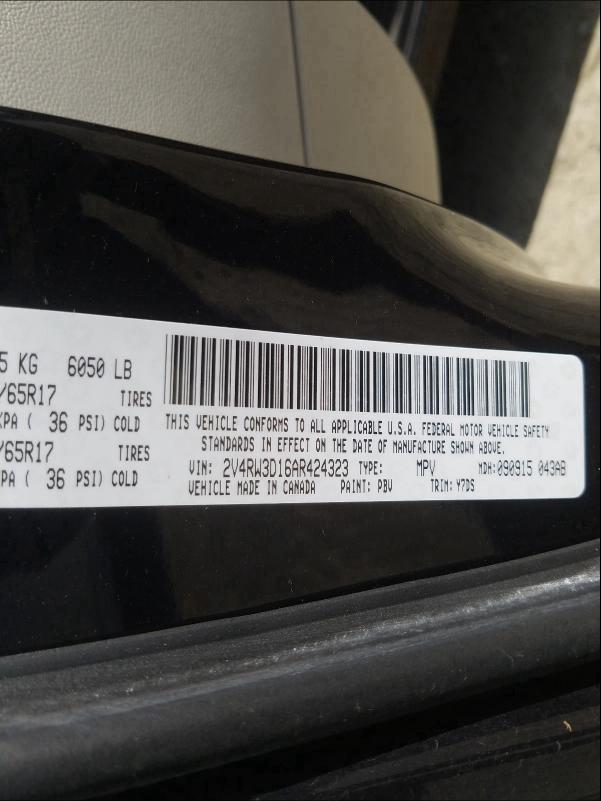 5 KG 6050 LB
/65R17 TIRES
KPA ( 36 PSI) COLD
/65R17 TIRES
KPA ( 36 PSI) COLD
THIS VEHICLE CONFORMS TO ALL APPLICABLE U.S.A. FEDERAL MOTOR VEHICLE SAFETY
STANDARDS IN EFFECT ON THE DATE OF MANUFACTURE SHOWN ABOVE.
VIN: 2V4RW3D16AR424323 TYPE: MPV MDH: 090915 043AB
VEHICLE MADE IN CANADA PAINT: PBV TRIM: Y7DS